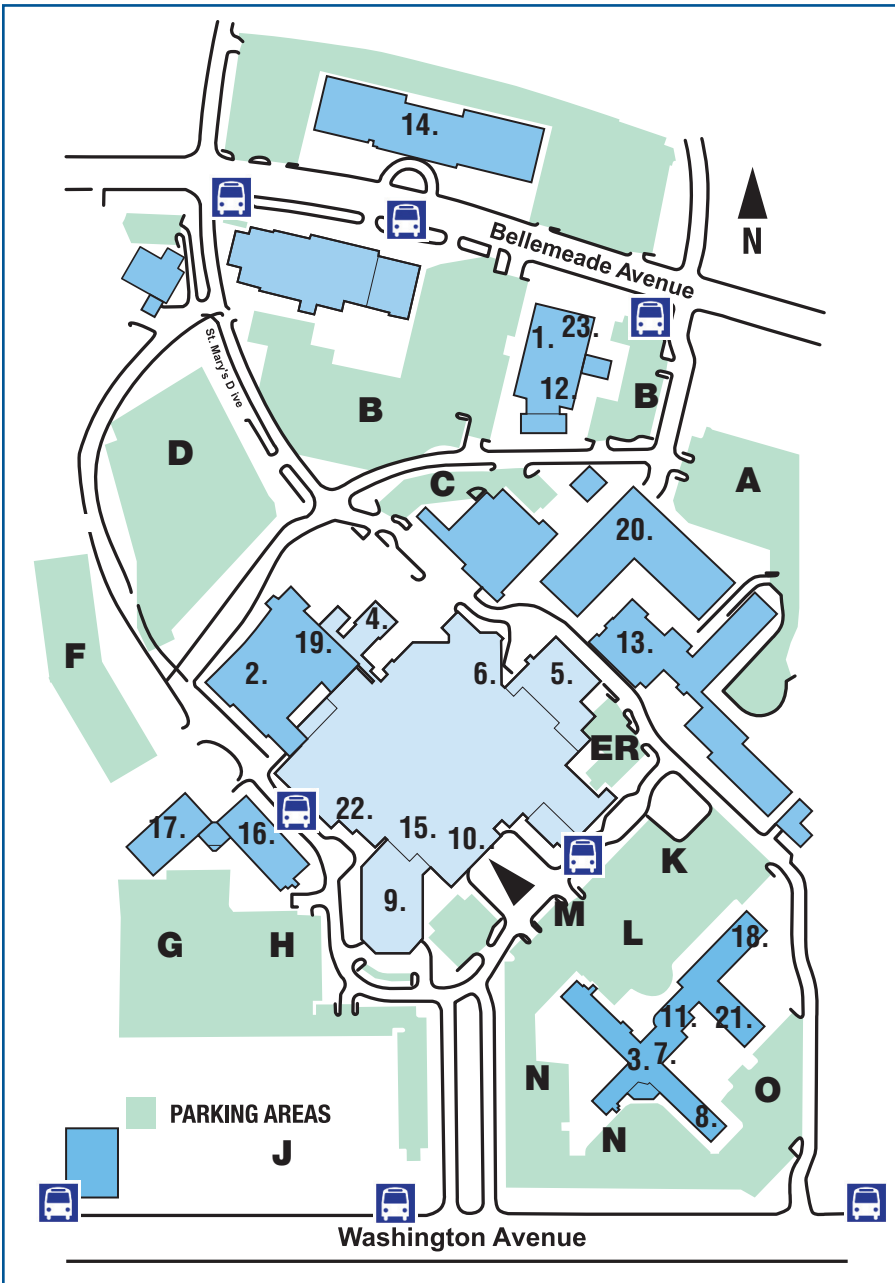 14.
N
Bellemeade Avenue
1.
23.
12.
St. Mary's D ive
B
B
D
C
A
20.
4.
19.
13.
F
2.
6.
5.
ER
22.
15.
10.
17.
16.
K
9.
M
L
18.
G
H
11.
21.
3.
7.
N
O
8.
N
PARKING AREAS
J
Washington Avenue